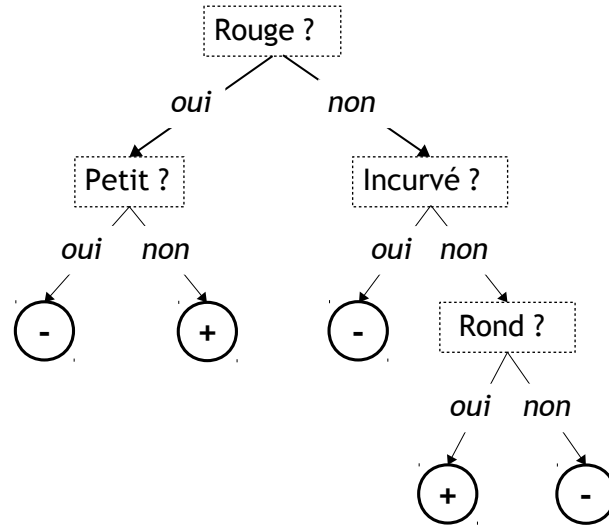 Rouge ?
oui non
Petit ? Incurvé ?
oui non oui non
- + - Rond ?
oui non
+ -